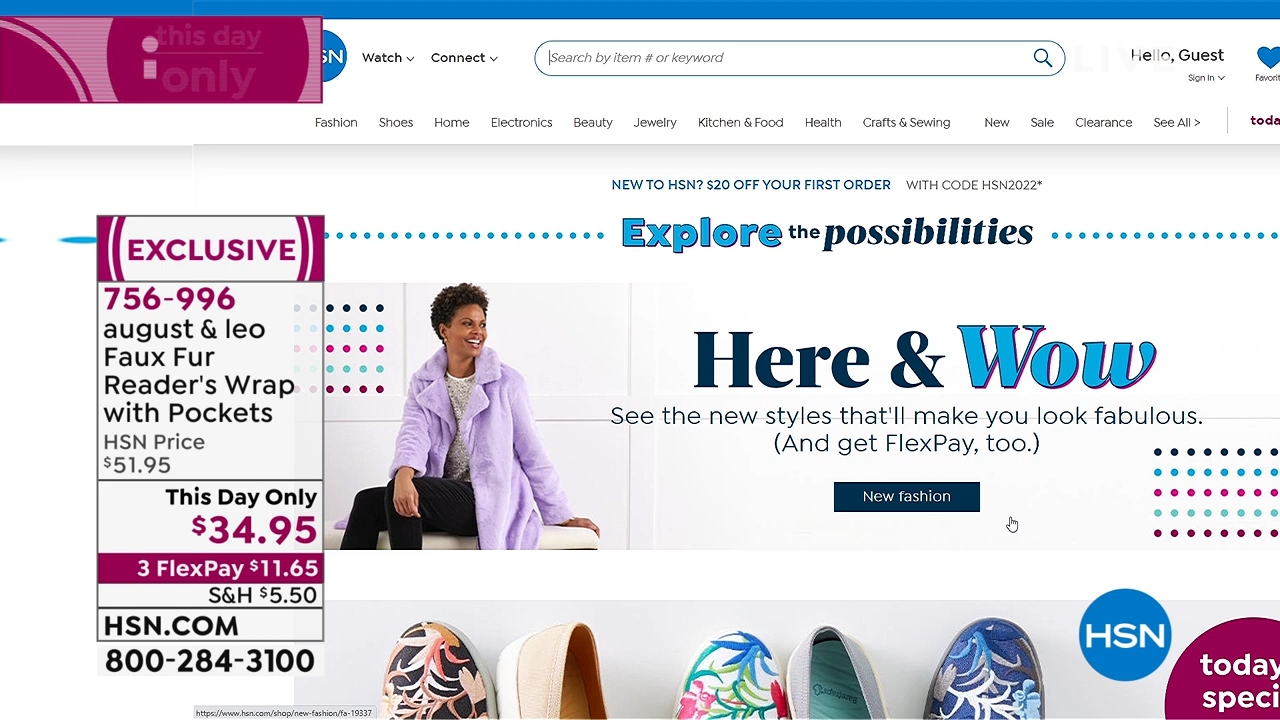 this day
only
SN
Watch
Connect
Search by item # or keyword
LIVE
Hello, Guest
Sign In
Fashion
Shoes
Home
Electronics
Beauty
Jewelry
Kitchen & Food
Health
Crafts & Sewing
New
Sale
Clearance
See All >
NEW TO HSN? $20 OFF YOUR FIRST ORDER WITH CODE HSN2022*
Explore the possibilities
EXCLUSIVE
756-996
august & leo
Faux Fur
Reader's Wrap
with Pockets
HSN Price
$51.95
This Day Only
$34.95
3 FlexPay $11.65
S&H $5.50
HSN.COM
800-284-3100
Here & Wow
See the new styles that'll make you look fabulous.
(And get FlexPay, too.)
New fashion
HSN
today
speci
https://www.hsn.com/shop/new-fashion/fa-19337